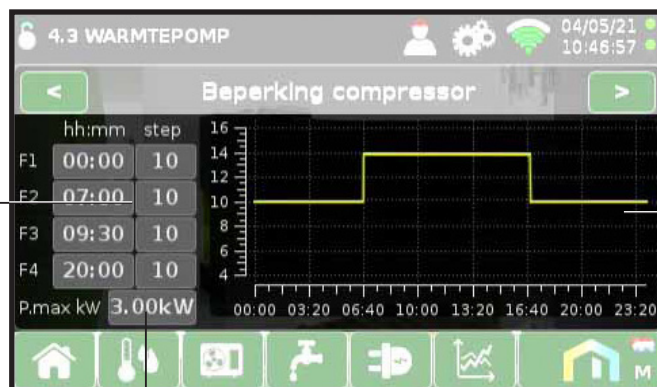 4.3 WARMTEPOMP
04/05/21
10:46:57
< Beperking compressor >
hh:mm step
F1 00:00 10
F2 07:00 10
F3 09:30 10
F4 20:00 10
P.max kW 3.00kW
16
14
12
10
8
6
4
00:00 03:20 06:40 10:00 13:20 16:40 20:00 23:20
M